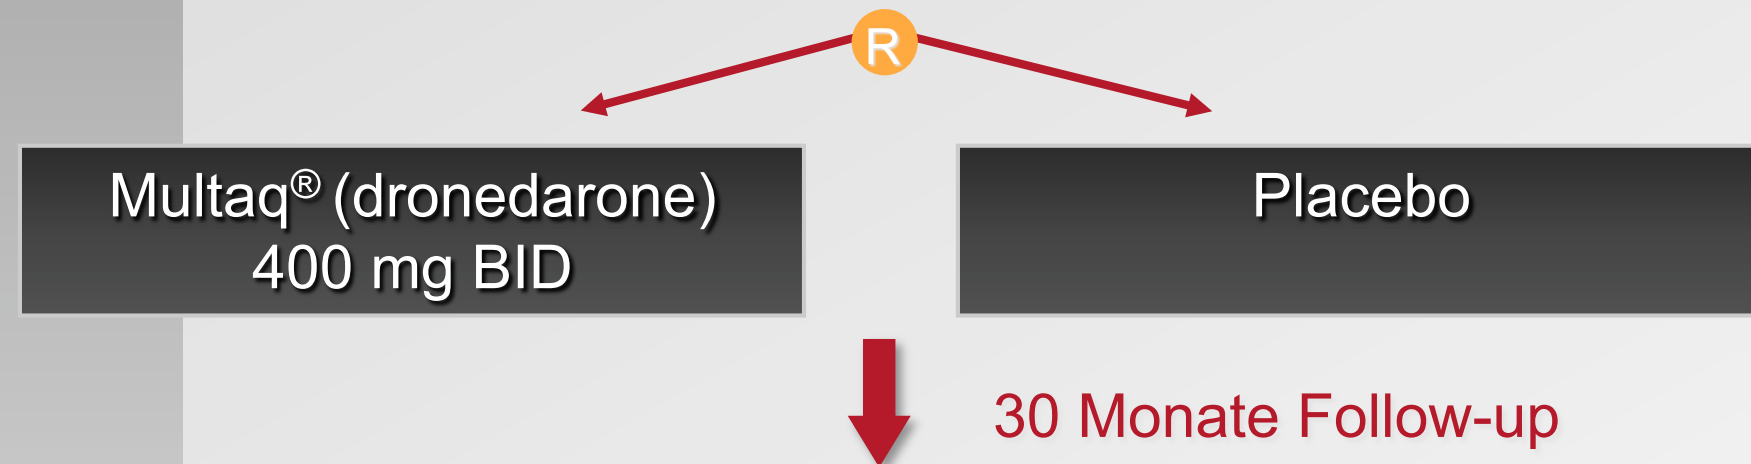 R
Multaq® (dronedarone)
400 mg BID
Placebo
30 Monate Follow-up